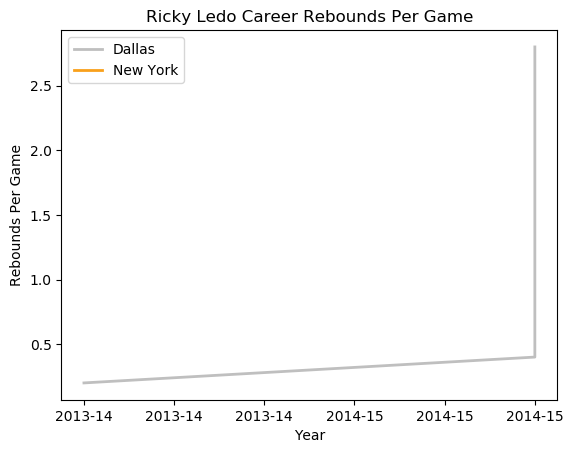 Ricky Ledo Career Rebounds Per Game
Dallas
New York
Rebounds Per Game
2.5
2.0
1.5
1.0
0.5
2013-14 2013-14 2013-14 2014-15 2014-15 2014-15
Year